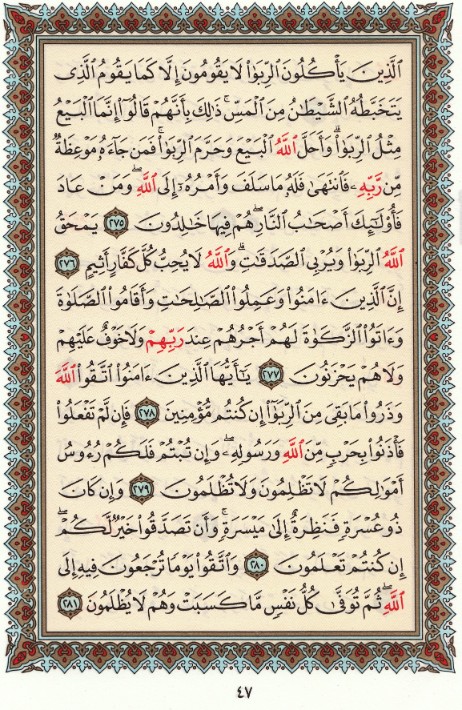 ٱلَّذِينَ يَأْكُلُونَ ٱلرِّبَوٰا۟ لَا يَقُومُونَ إِلَّا كَمَا يَقُومُ ٱلَّذِى
يَتَخَبَّطُهُ ٱلشَّيْطَٰنُ مِنَ ٱلْمَسِّ ۚ ذَٰلِكَ بِأَنَّهُمْ قَالُوٓا۟ إِنَّمَا ٱلْبَيْعُ
مِثْلُ ٱلرِّبَوٰا۟ ۗ وَأَحَلَّ ٱللَّهُ ٱلْبَيْعَ وَحَرَّمَ ٱلرِّبَوٰا۟ ۚ فَمَن جَآءَهُۥ مَوْعِظَةٌ
مِّن رَّبِّهِۦ فَٱنتَهَىٰ فَلَهُۥ مَا سَلَفَ وَأَمْرُهُۥٓ إِلَى ٱللَّهِ ۖ وَمَنْ عَادَ
فَأُو۟لَٰٓئِكَ أَصْحَٰبُ ٱلنَّارِ ۖ هُمْ فِيهَا خَٰلِدُونَ ٢٧٥ يَمْحَقُ
ٱللَّهُ ٱلرِّبَوٰا۟ وَيُرْبِى ٱلصَّدَقَٰتِ ۗ وَٱللَّهُ لَا يُحِبُّ كُلَّ كَفَّارٍ أَثِيمٍ ٢٧٦
إِنَّ ٱلَّذِينَ ءَامَنُوا۟ وَعَمِلُوا۟ ٱلصَّٰلِحَٰتِ وَأَقَامُوا۟ ٱلصَّلَوٰةَ
وَءَاتَوُا۟ ٱلزَّكَوٰةَ لَهُمْ أَجْرُهُمْ عِندَ رَبِّهِمْ وَلَا خَوْفٌ عَلَيْهِمْ
وَلَا هُمْ يَحْزَنُونَ ٢٧٧ يَٰٓأَيُّهَا ٱلَّذِينَ ءَامَنُوا۟ ٱتَّقُوا۟ ٱللَّهَ
وَذَرُوا۟ مَا بَقِىَ مِنَ ٱلرِّبَوٰٓا۟ إِن كُنتُم مُّؤْمِنِينَ ٢٧٨ فَإِن لَّمْ تَفْعَلُوا۟
فَأْذَنُوا۟ بِحَرْبٍ مِّنَ ٱللَّهِ وَرَسُولِهِۦ ۖ وَإِن تُبْتُمْ فَلَكُمْ رُءُوسُ
أَمْوَٰلِكُمْ لَا تَظْلِمُونَ وَلَا تُظْلَمُونَ ٢٧٩ وَإِن كَانَ
ذُو عُسْرَةٍ فَنَظِرَةٌ إِلَىٰ مَيْسَرَةٍ ۚ وَأَن تَصَدَّقُوا۟ خَيْرٌ لَّكُمْ ۖ
إِن كُنتُمْ تَعْلَمُونَ ٢٨٠ وَٱتَّقُوا۟ يَوْمًا تُرْجَعُونَ فِيهِ إِلَى
ٱللَّهِ ۖ ثُمَّ تُوَفَّىٰ كُلُّ نَفْسٍ مَّا كَسَبَتْ وَهُمْ لَا يُظْلَمُونَ ٢٨١
٤٧